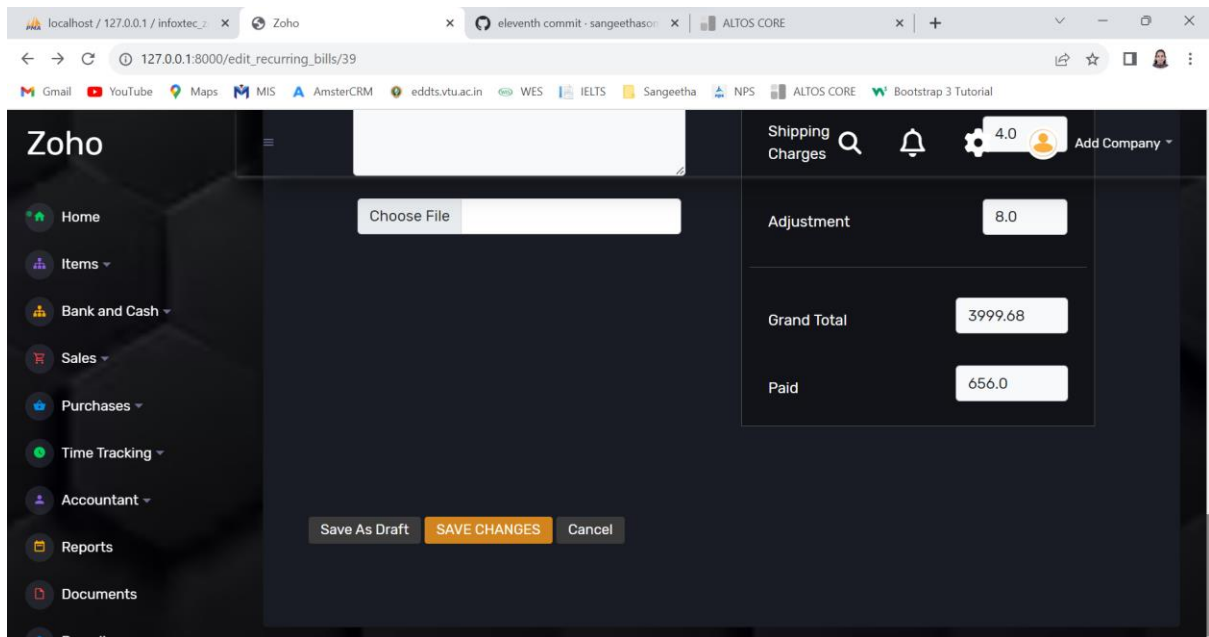 localhost / 127.0.0.1 / infoxtec_z
Zoho
eleventh commit · sangeethason
ALTOS CORE
127.0.0.1:8000/edit_recurring_bills/39
Gmail YouTube Maps MIS AmsterCRM eddts.vtu.ac.in WES IELTS Sangeetha NPS ALTOS CORE Bootstrap 3 Tutorial
Zoho
Shipping
Charges
4.0
Add Company
Home
Choose File
Adjustment
8.0
Items
Bank and Cash
Grand Total
3999.68
Sales
Paid
656.0
Purchases
Time Tracking
Accountant
Save As Draft SAVE CHANGES Cancel
Reports
Documents